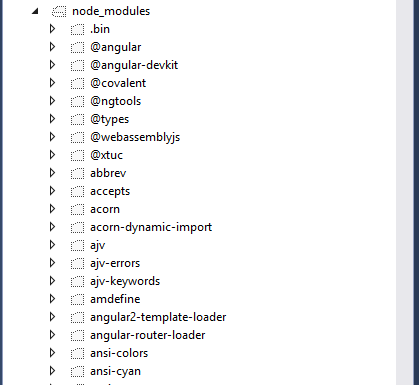 node_modules
.bin
@angular
@angular-devkit
@covalent
@ngtools
@types
@webassemblyjs
@xtuc
abbrev
accepts
acorn
acorn-dynamic-import
ajv
ajv-errors
ajv-keywords
amdefine
angular2-template-loader
angular-router-loader
ansi-colors
ansi-cyan